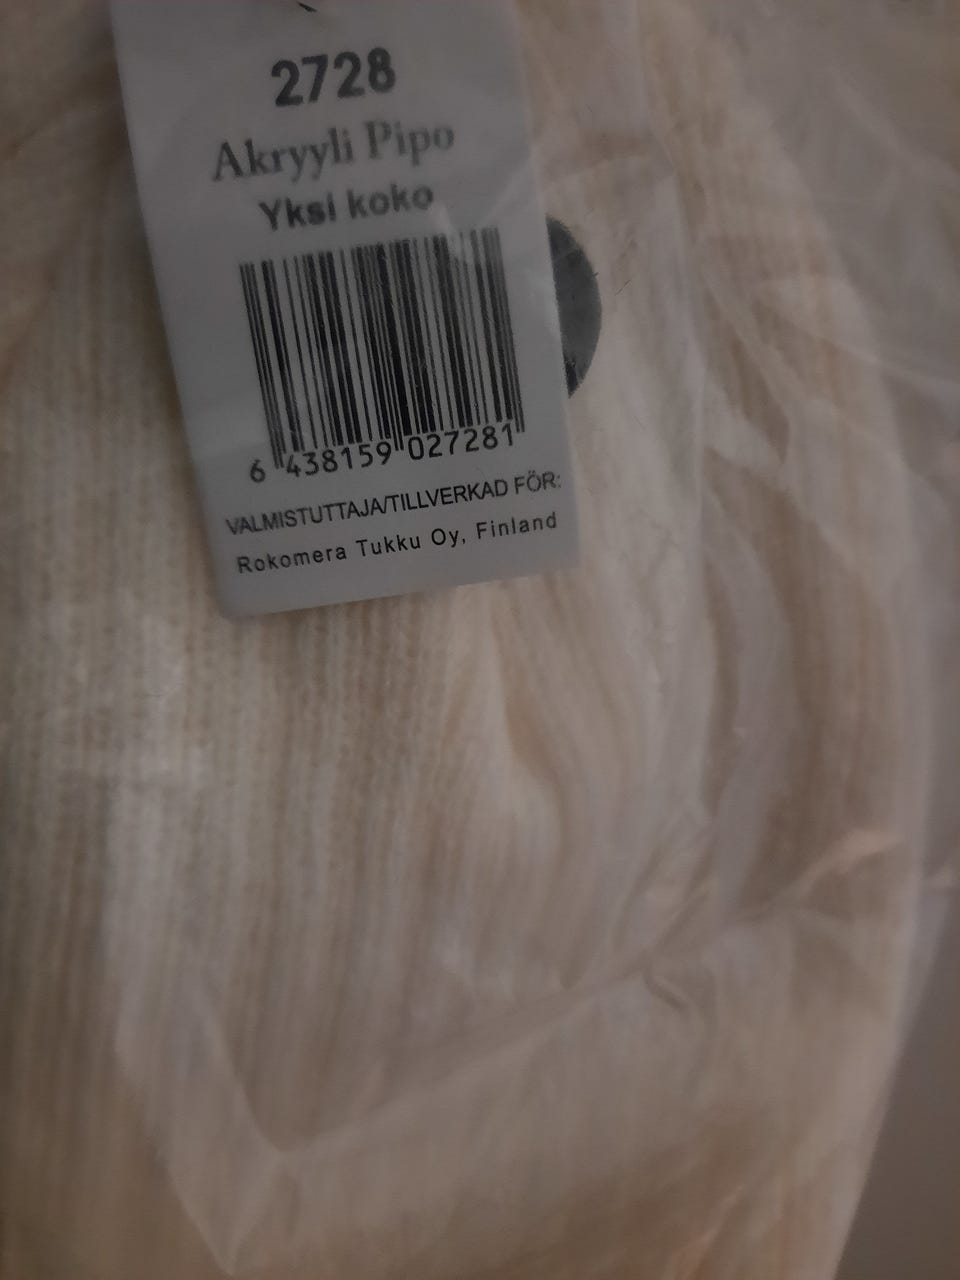 2728
Akryyli Pipo
Yksi koko
6 438159 027281
VALMISTUTTAJA/TILLVERKAD FÖR:
Rokomera Tukku Oy, Finland